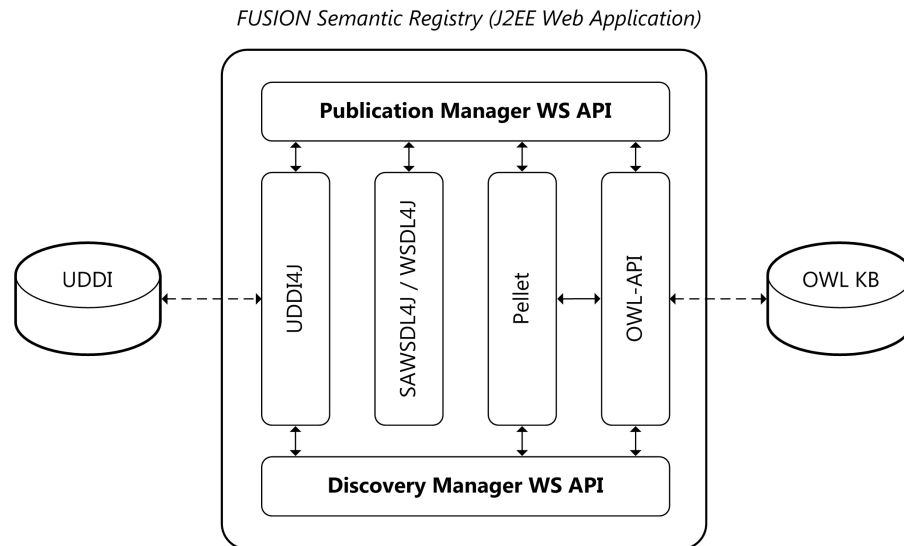 FUSION Semantic Registry (J2EE Web Application)
Publication Manager WS API
UDDI
UDDI4J
SAWSDL4J / WSDL4J
Pellet
OWL-API
OWL KB
Discovery Manager WS API